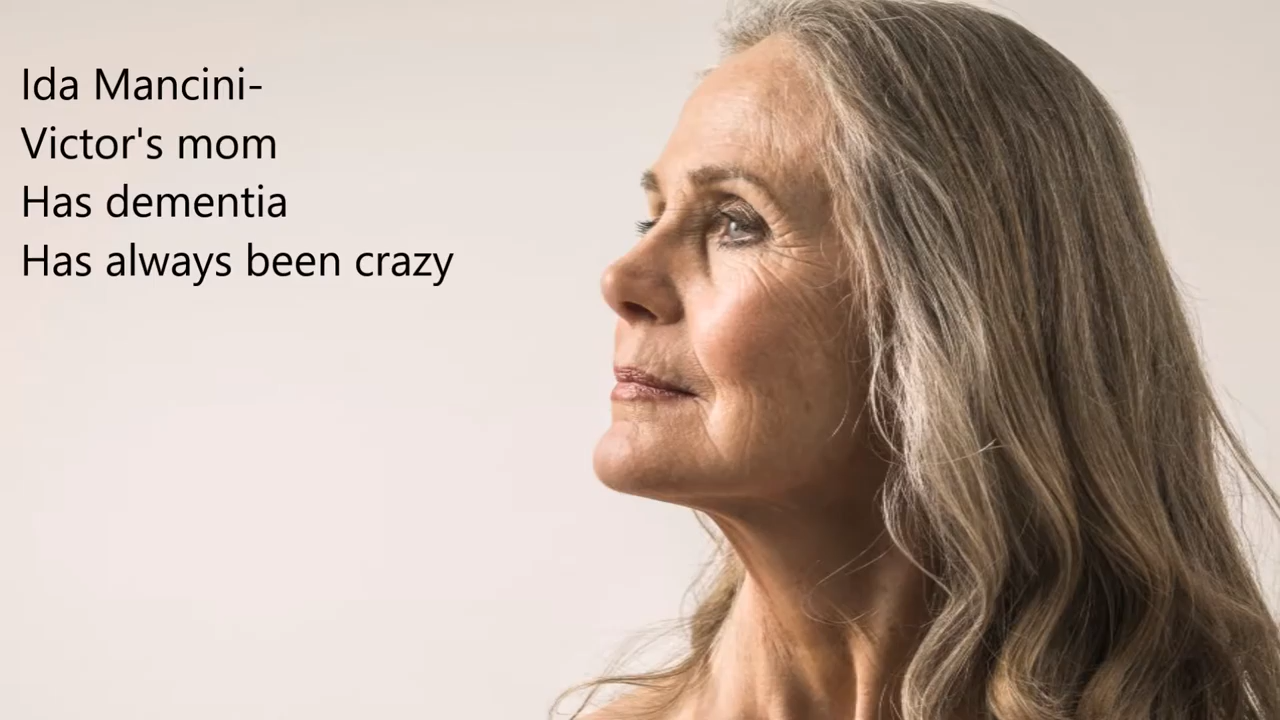 Ida Mancini-
Victor's mom
Has dementia
Has always been crazy